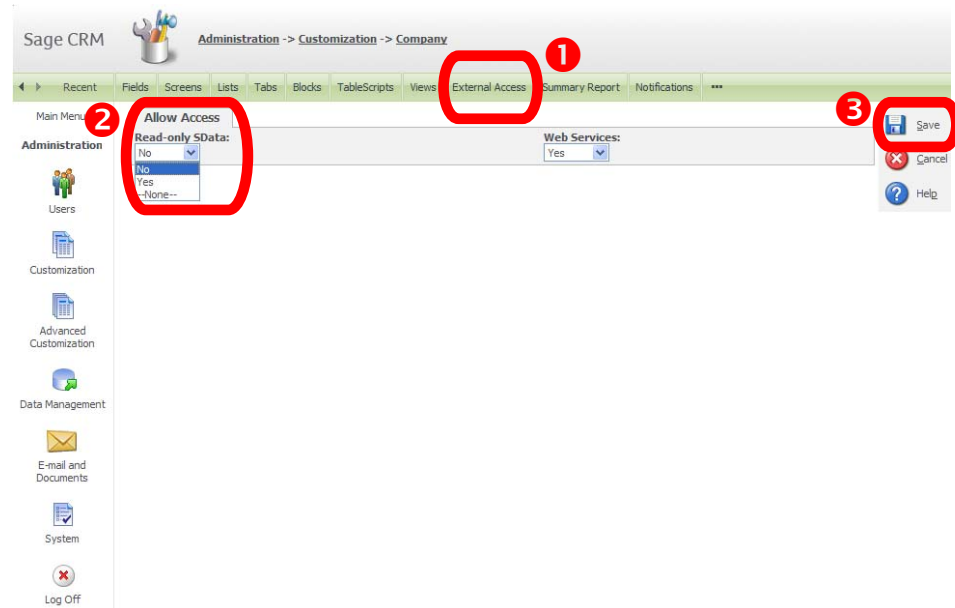 Sage CRM
Administration -> Customization -> Company
1
Recent Fields Screens Lists Tabs Blocks TableScripts Views External Access Summary Report Notifications •••
Main Menu
2
Allow Access
3
Save
Administration
Read-only SData:
Web Services:
No
Yes
No
Yes
--None--
Cancel
Help
Users
Customization
Advanced
Customization
Data Management
E-mail and
Documents
System
Log Off